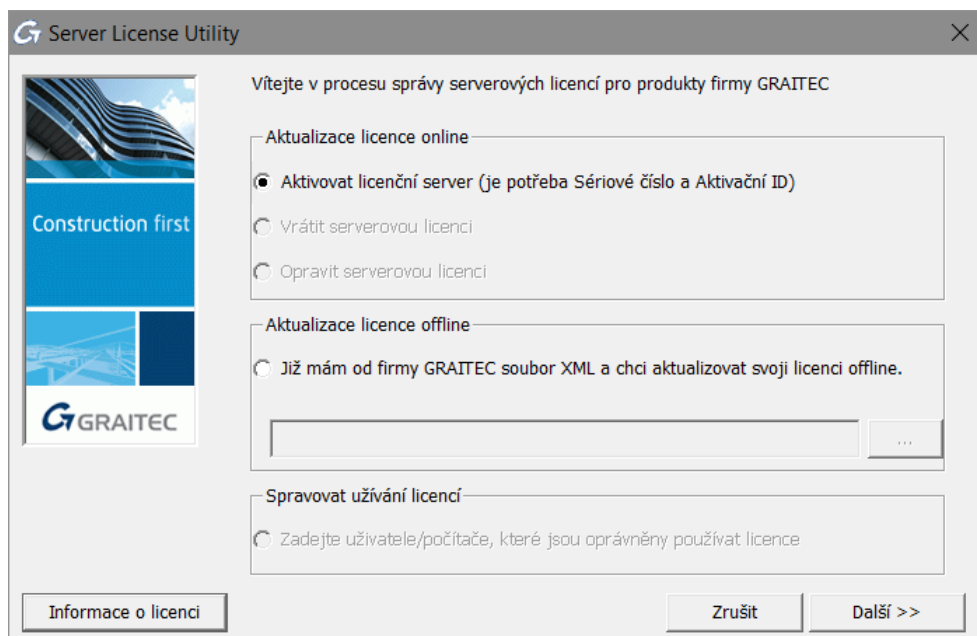 Server License Utility
Vítejte v procesu správy serverových licencí pro produkty firmy GRAITEC
Aktualizace licence online
Aktivovat licenční server (je potřeba Sériové číslo a Aktivační ID)
Construction first
Vrátit serverovou licenci
Opravit serverovou licenci
Aktualizace licence offline
Již mám od firmy GRAITEC soubor XML a chci aktualizovat svoji licenci offline.
GRAITEC
...
Spravovat užívání licencí
Zadejte uživatele/počítače, které jsou oprávněny používat licence
Informace o licenci
Zrušit
Další >>